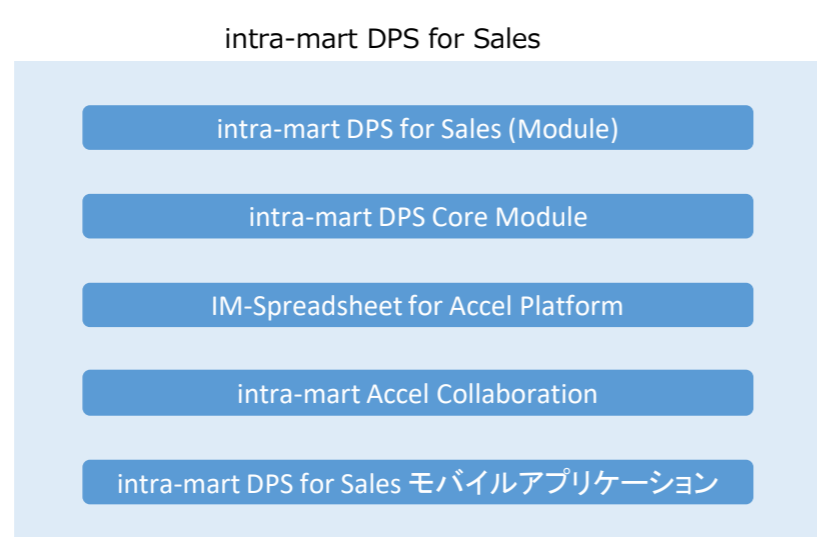 intra-mart DPS for Sales
intra-mart DPS for Sales (Module)
intra-mart DPS Core Module
IM-Spreadsheet for Accel Platform
intra-mart Accel Collaboration
intra-mart DPS for Sales モバイルアプリケーション